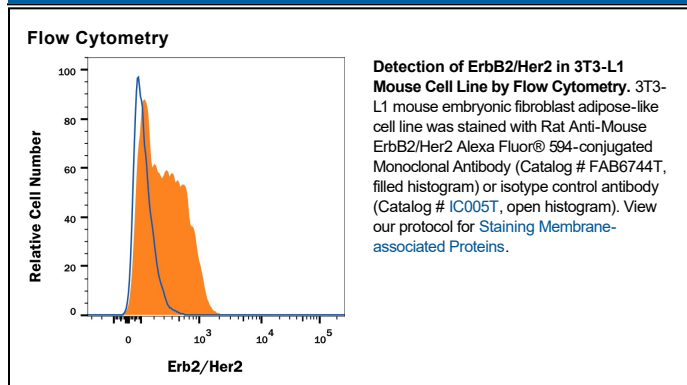 Flow Cytometry
100
80
60
40
20
0
Relative Cell Number
0
10³
10⁴
10⁵
Erb2/Her2
Detection of ErbB2/Her2 in 3T3-L1
Mouse Cell Line by Flow Cytometry. 3T3-
L1 mouse embryonic fibroblast adipose-like
cell line was stained with Rat Anti-Mouse
ErbB2/Her2 Alexa Fluor® 594-conjugated
Monoclonal Antibody (Catalog # FAB6744T,
filled histogram) or isotype control antibody
(Catalog # IC005T, open histogram). View
our protocol for Staining Membrane-
associated Proteins.